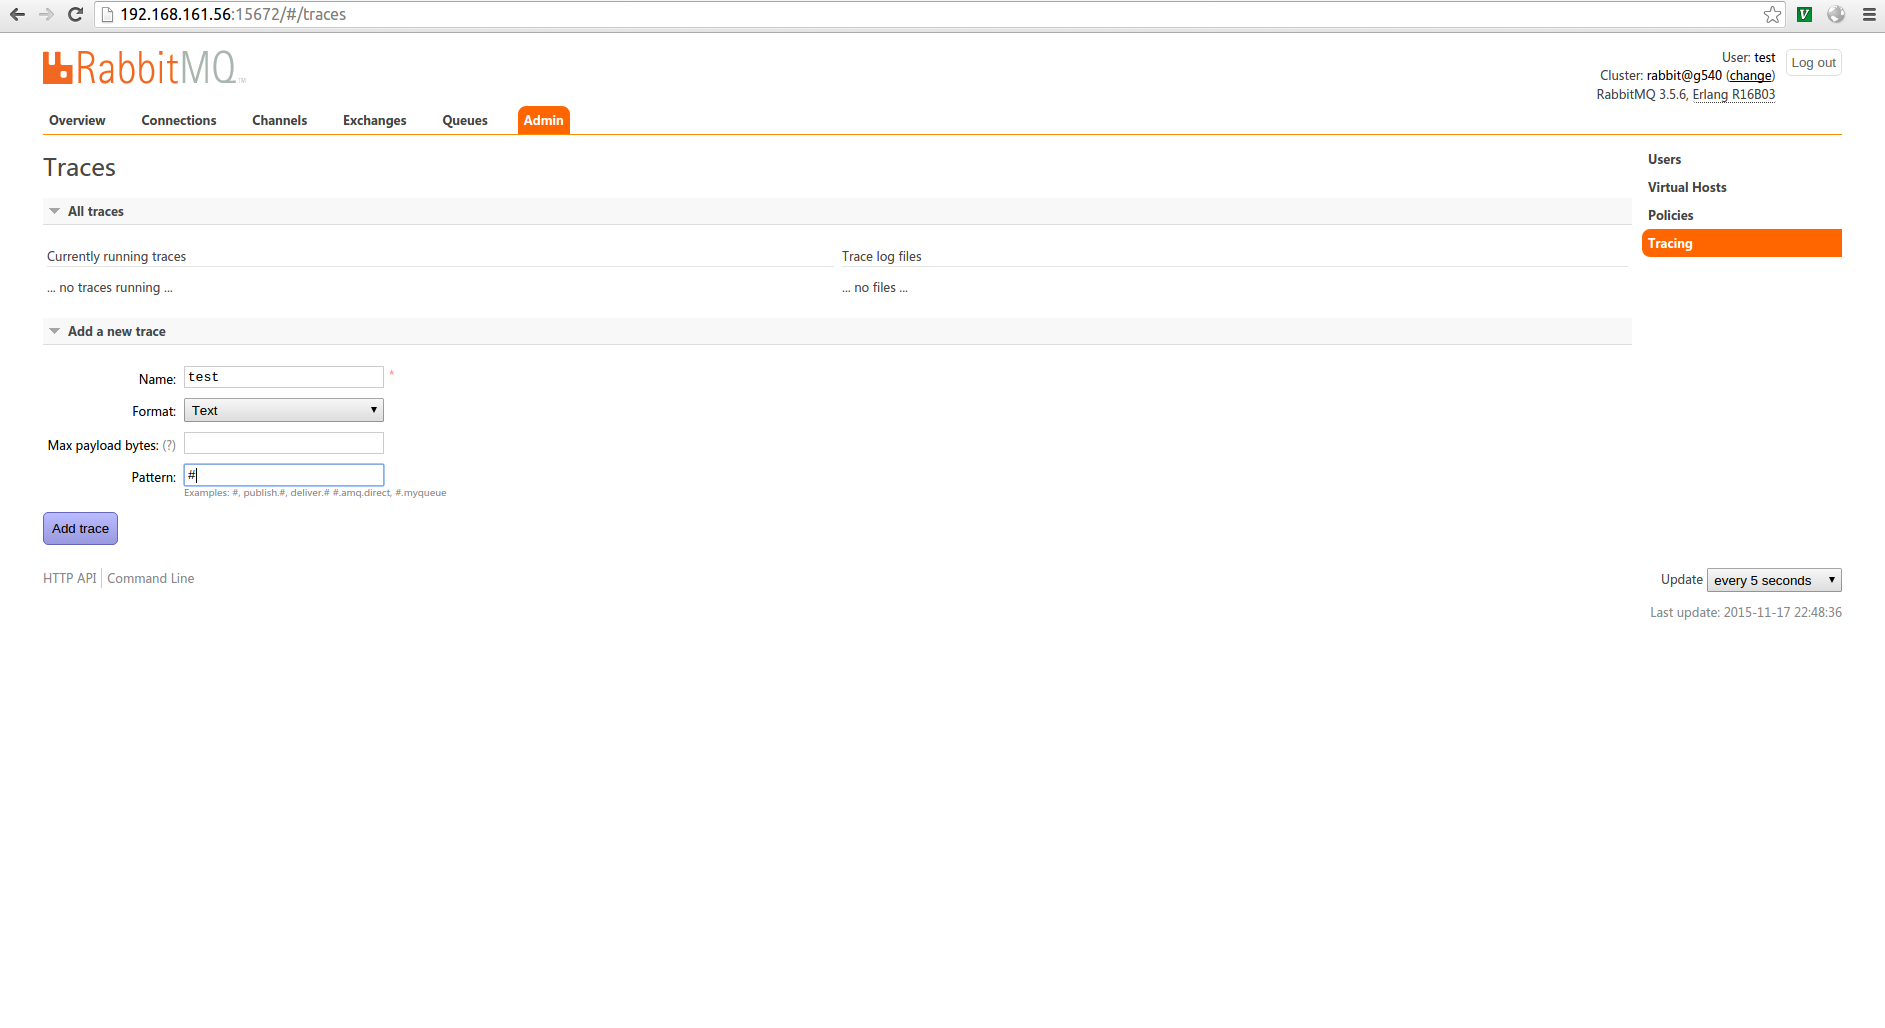 192.168.161.56:15672/#/traces
RabbitMQ TM
User: test
Log out
Cluster: rabbit@g540 (change)
RabbitMQ 3.5.6, Erlang R16B03
Overview Connections Channels Exchanges Queues Admin
Traces
Users
Virtual Hosts
Policies
Tracing
All traces
Currently running traces
Trace log files
... no traces running ...
... no files ...
Add a new trace
Name: test *
Format: Text
Max payload bytes: (?)
Pattern: #
Examples: #, publish.#, deliver.# #.amq.direct, #.myqueue
Add trace
HTTP API Command Line
Update every 5 seconds
Last update: 2015-11-17 22:48:36